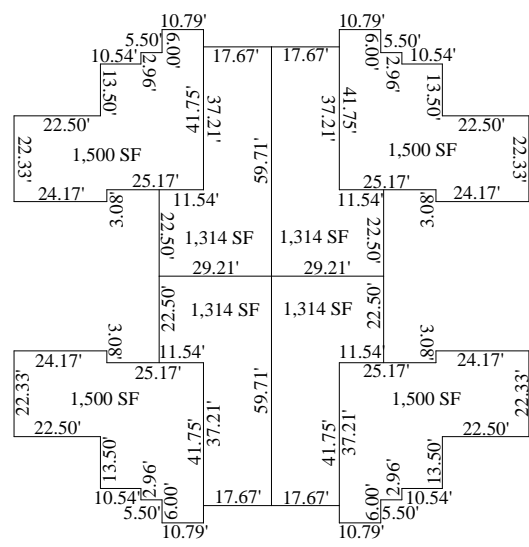 10.79' 10.79'
5.50' 6.00' 17.67' 17.67' 6.00' 5.50'
10.54' 2.96' 2.96' 10.54'
13.50' 41.75' 37.21' 37.21' 41.75' 13.50'
22.50' 22.50'
22.33' 59.71' 22.33'
1,500 SF 1,500 SF
24.17' 25.17' 25.17' 24.17'
3.08' 11.54' 11.54' 3.08'
22.50' 1,314 SF 1,314 SF 22.50'
29.21' 29.21'
22.50' 1,314 SF 1,314 SF 22.50'
3.08' 11.54' 11.54' 3.08'
24.17' 25.17' 25.17' 24.17'
22.33' 1,500 SF 59.71' 1,500 SF 22.33'
22.50' 41.75' 37.21' 41.75' 37.21' 22.50'
13.50' 13.50'
10.54' 2.96' 17.67' 17.67' 2.96' 10.54'
5.50' 6.00' 6.00' 5.50'
10.79' 10.79'